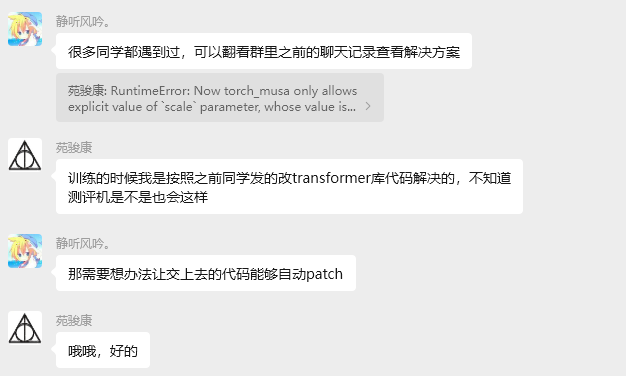 静听风吟。
很多同学都遇到过，可以翻看群里之前的聊天记录查看解决方案
苑骏康: RuntimeError: Now torch_musa only allows
explicit value of `scale` parameter, whose value is...
苑骏康
训练的时候我是按照之前同学发的改transformer库代码解决的，不知道
测评机是不是也会这样
静听风吟。
那需要想办法让交上去的代码能够自动patch
苑骏康
哦哦，好的